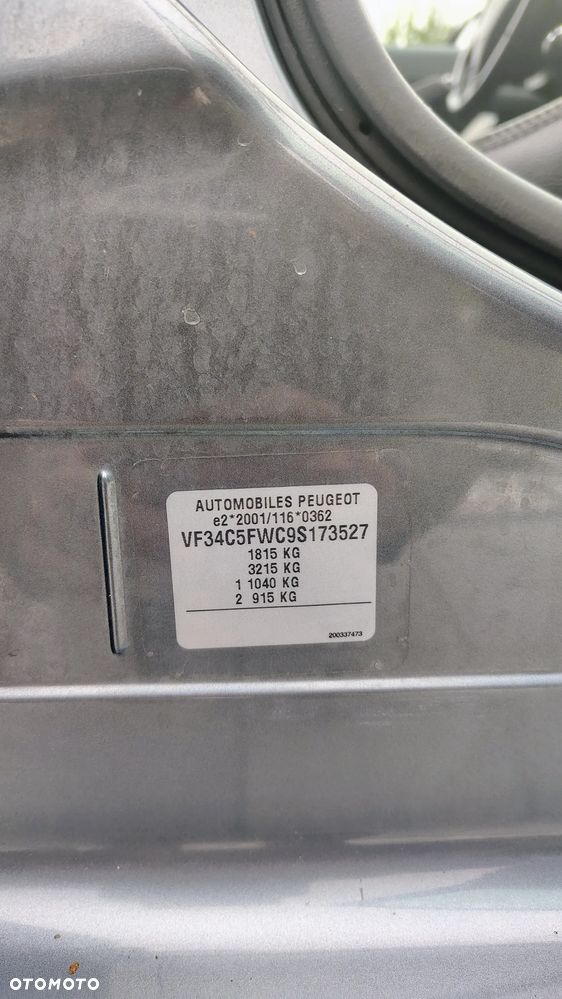 AUTOMOBILES PEUGEOT
e2*2001/116*0362
VF34C5FWC9S173527
1815 KG
3215 KG
1 1040 KG
2 915 KG
200337473
OTOMOTO